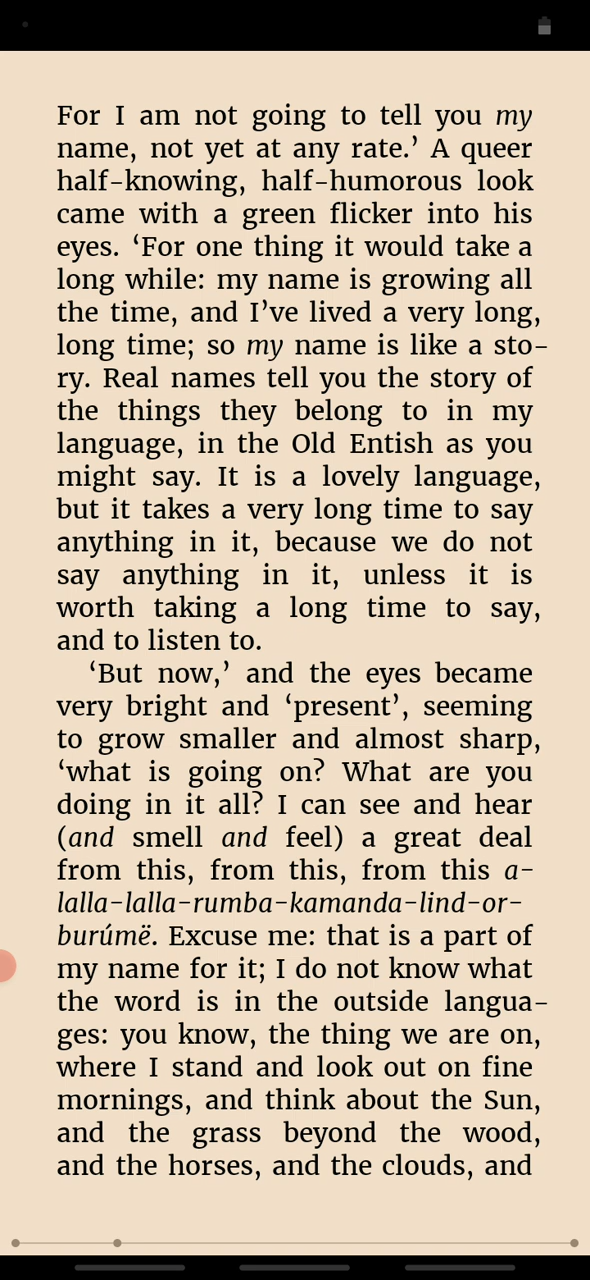 For I am not going to tell you my
name, not yet at any rate.’ A queer
half-knowing, half-humorous look
came with a green flicker into his
eyes. ‘For one thing it would take a
long while: my name is growing all
the time, and I’ve lived a very long,
long time; so my name is like a sto-
ry. Real names tell you the story of
the things they belong to in my
language, in the Old Entish as you
might say. It is a lovely language,
but it takes a very long time to say
anything in it, because we do not
say anything in it, unless it is
worth taking a long time to say,
and to listen to.
‘But now,’ and the eyes became
very bright and ‘present’, seeming
to grow smaller and almost sharp,
‘what is going on? What are you
doing in it all? I can see and hear
(and smell and feel) a great deal
from this, from this, from this a-
lalla-lalla-rumba-kamanda-lind-or-
burúmë. Excuse me: that is a part of
my name for it; I do not know what
the word is in the outside langua-
ges: you know, the thing we are on,
where I stand and look out on fine
mornings, and think about the Sun,
and the grass beyond the wood,
and the horses, and the clouds, and